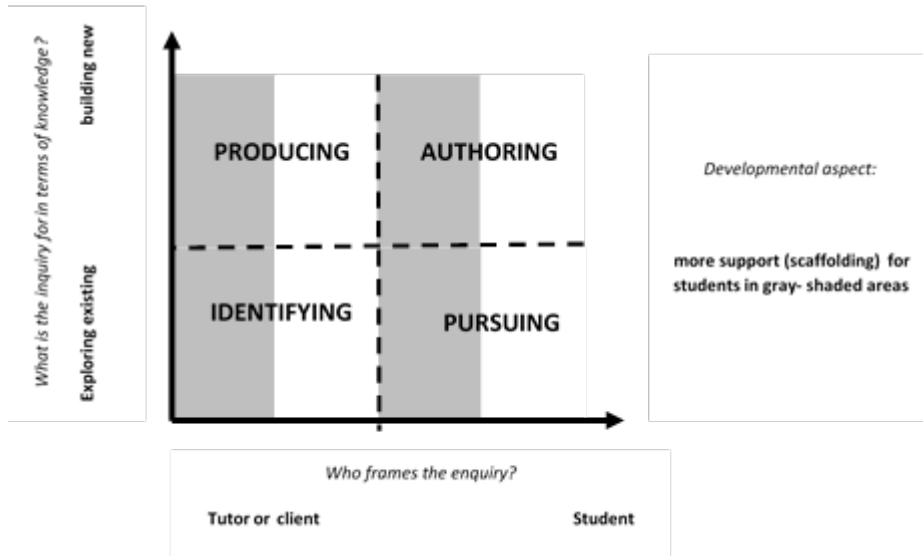 What is the inquiry for in terms of knowledge?
Exploring existing
building new
PRODUCING
AUTHORING
IDENTIFYING
PURSUING
Developmental aspect:
more support (scaffolding) for
students in gray- shaded areas
Who frames the enquiry?
Tutor or client
Student